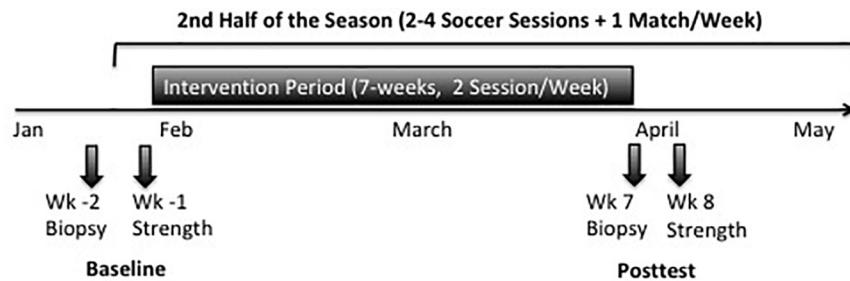 2nd Half of the Season (2-4 Soccer Sessions + 1 Match/Week)
Intervention Period (7-weeks, 2 Session/Week)
Jan Feb March April May
Wk -2 Wk -1 Wk 7 Wk 8
Biopsy Strength Biopsy Strength
Baseline Posttest